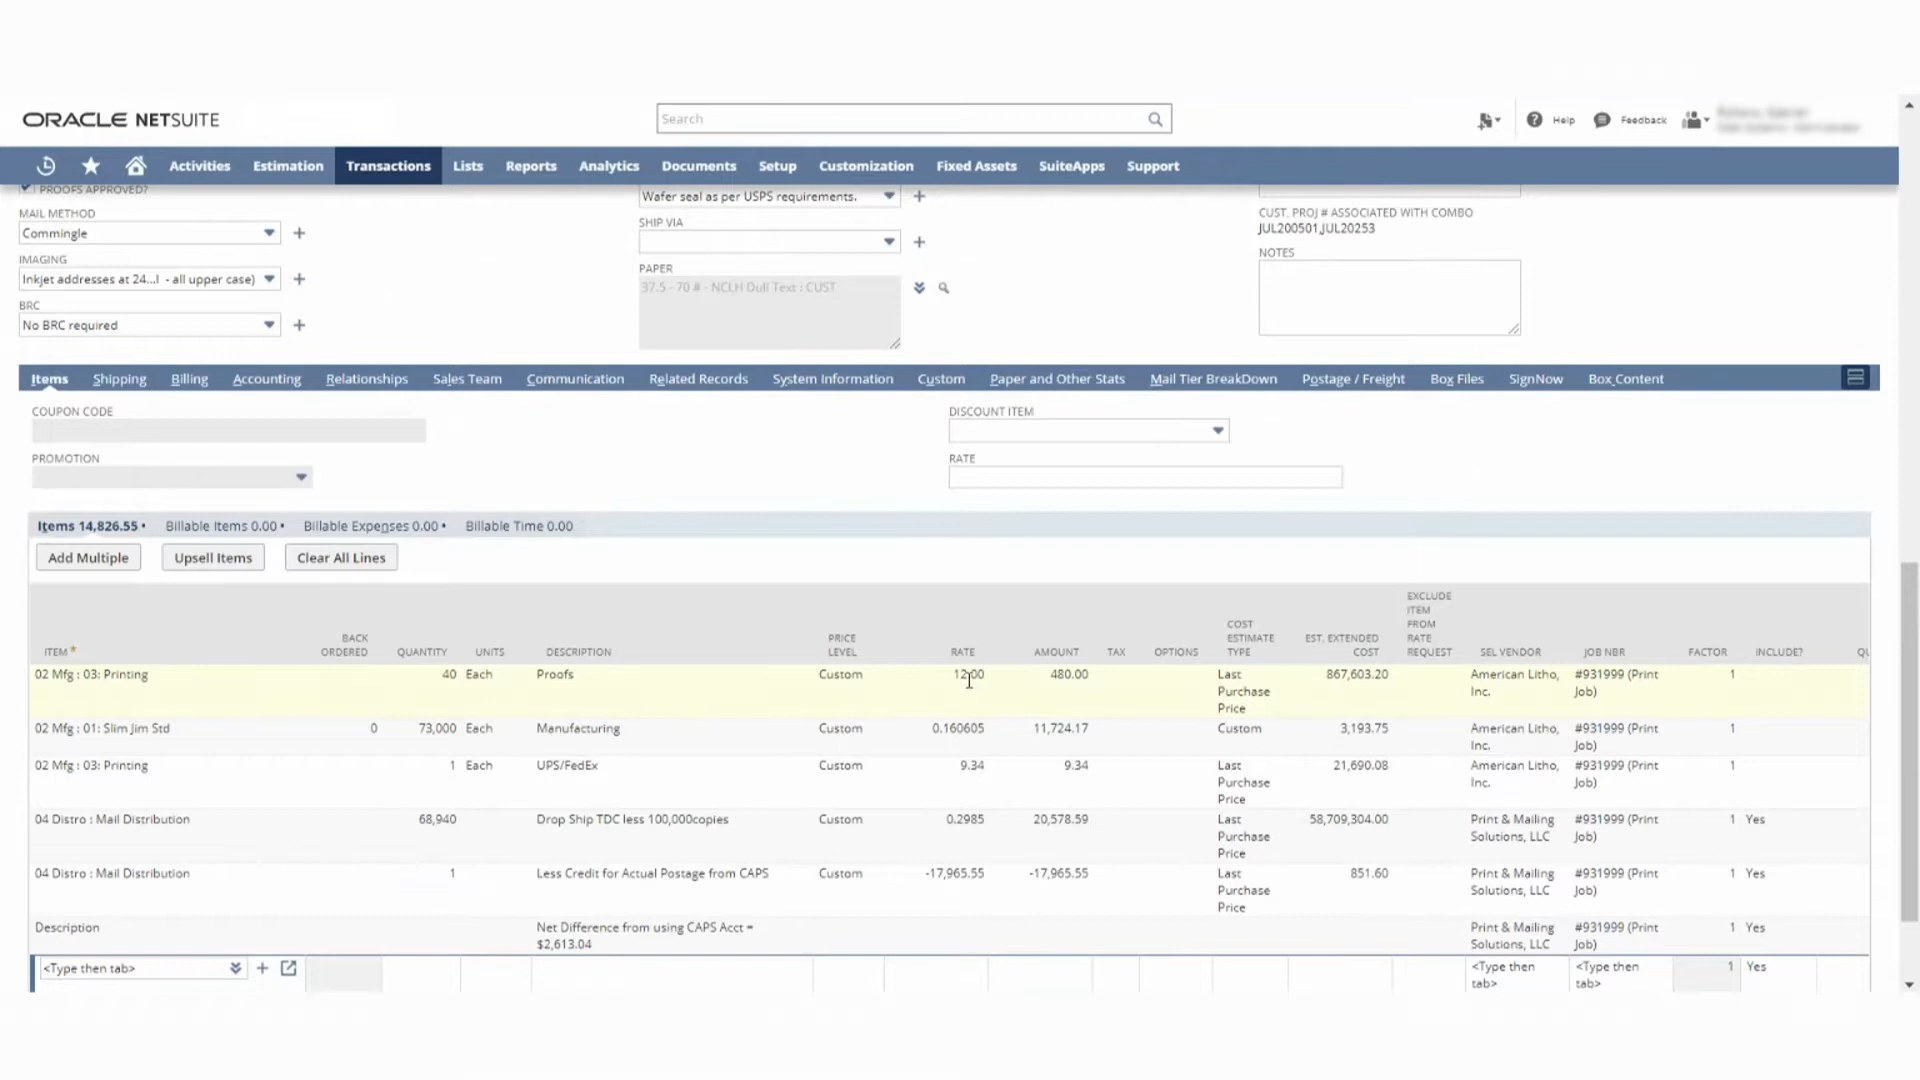 ORACLE NETSUITE
Search
Help
Feedback
Activities
Estimation
Transactions
Lists
Reports
Analytics
Documents
Setup
Customization
Fixed Assets
SuiteApps
Support
PROOFS APPROVED?
MAIL METHOD
Commingle
IMAGING
Inkjet addresses at 24...l - all upper case)
BRC
No BRC required
Wafer seal as per USPS requirements.
SHIP VIA
PAPER
37.5 - 70 # - NCLH Dull Text : CUST
CUST. PROJ # ASSOCIATED WITH COMBO
JUL200501,JUL20253
NOTES
Items
Shipping
Billing
Accounting
Relationships
Sales Team
Communication
Related Records
System Information
Custom
Paper and Other Stats
Mail Tier BreakDown
Postage / Freight
Box Files
SignNow
Box_Content
COUPON CODE
PROMOTION
DISCOUNT ITEM
RATE
Items 14,826.55 •
Billable Items 0.00 •
Billable Expenses 0.00 •
Billable Time 0.00
Add Multiple
Upsell Items
Clear All Lines
ITEM *
BACK
ORDERED
QUANTITY
UNITS
DESCRIPTION
PRICE
LEVEL
RATE
AMOUNT
TAX
OPTIONS
COST
ESTIMATE
TYPE
EST. EXTENDED
COST
EXCLUDE
ITEM
FROM
RATE
REQUEST
SEL VENDOR
JOB NBR
FACTOR
INCLUDE?
QU
02 Mfg : 03: Printing 40 Each Proofs Custom 12.00 480.00 Last 867,603.20 American Litho, #931999 (Print 1
Purchase Inc. Job)
Price
02 Mfg : 01: Slim Jim Std 0 73,000 Each Manufacturing Custom 0.160605 11,724.17 Custom 3,193.75 American Litho, #931999 (Print 1
Inc. Job)
02 Mfg : 03: Printing 1 Each UPS/FedEx Custom 9.34 9.34 Last 21,690.08 American Litho, #931999 (Print 1
Purchase Inc. Job)
Price
04 Distro : Mail Distribution 68,940 Drop Ship TDC less 100,000copies Custom 0.2985 20,578.59 Last 58,709,304.00 Print & Mailing #931999 (Print 1 Yes
Purchase Solutions, LLC Job)
Price
04 Distro : Mail Distribution 1 Less Credit for Actual Postage from CAPS Custom -17,965.55 -17,965.55 Last 851.60 Print & Mailing #931999 (Print 1 Yes
Purchase Solutions, LLC Job)
Price
Description Net Difference from using CAPS Acct = Print & Mailing #931999 (Print 1 Yes
$2,613.04 Solutions, LLC Job)
<Type then tab> <Type then <Type then 1 Yes
tab> tab>